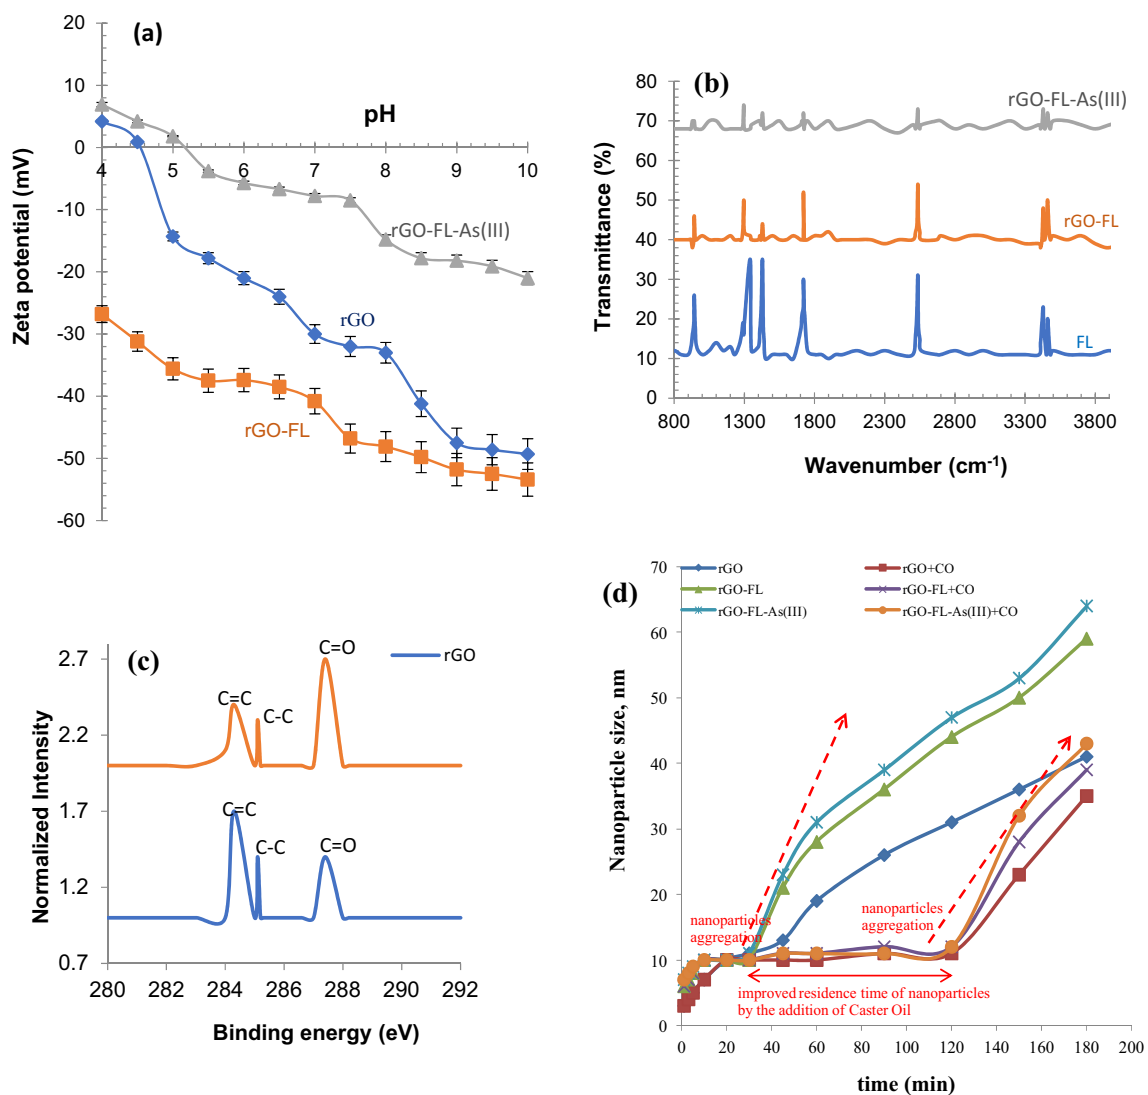 (a)
20
10
0
-10
-20
-30
-40
-50
-60
Zeta potential (mV)
pH
4 5 6 7 8 9 10
rGO-FL-As(III)
rGO
rGO-FL
(b)
80
70
60
50
40
30
20
10
0
Transmittance (%)
rGO-FL-As(III)
rGO-FL
FL
800 1300 1800 2300 2800 3300 3800
Wavenumber (cm-1)
(c)
rGO
2.7
2.2
1.7
1.2
0.7
Normalized Intensity
C=O
C=C
C-C
C=C
C-C
C=O
280 282 284 286 288 290 292
Binding energy (eV)
(d)
rGO rGO+CO
rGO-FL rGO-FL+CO
rGO-FL-As(III) rGO-FL-As(III)+CO
70
60
50
40
30
20
10
0
Nanoparticle size, nm
nanoparticles
aggregation
nanoparticles
aggregation
improved residence time of nanoparticles
by the addition of Caster Oil
0 20 40 60 80 100 120 140 160 180 200
time (min)